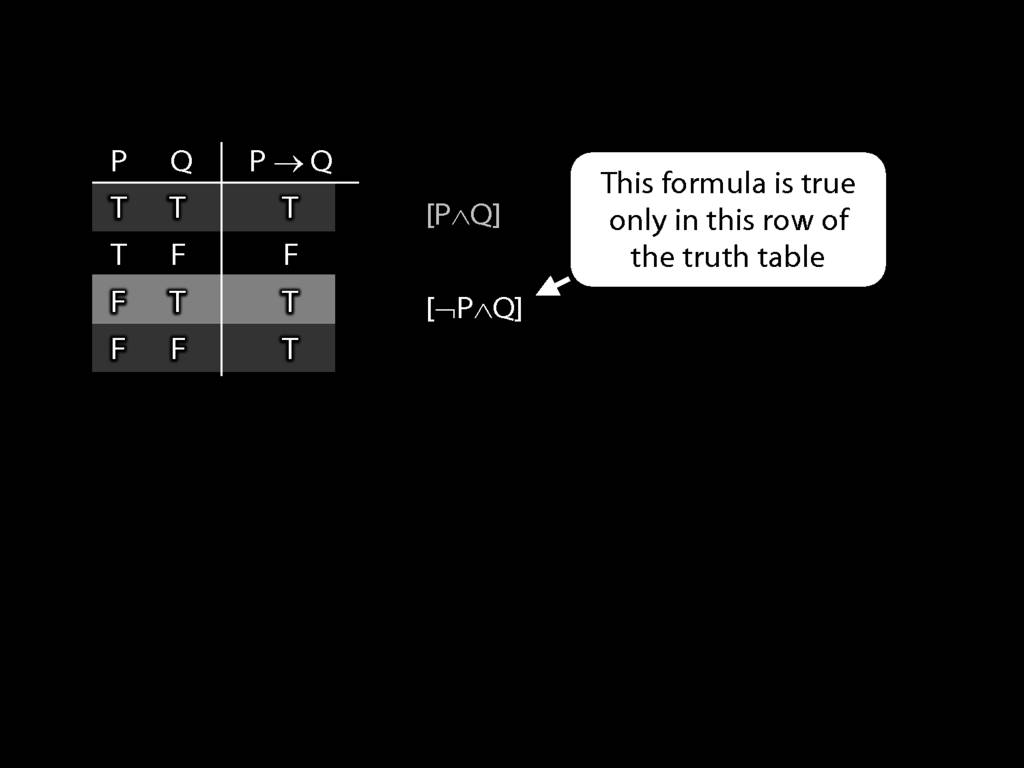 P Q P → Q
T T T [P∧Q]
T F F
F T T [¬P∧Q]
F F T
This formula is true
only in this row of
the truth table